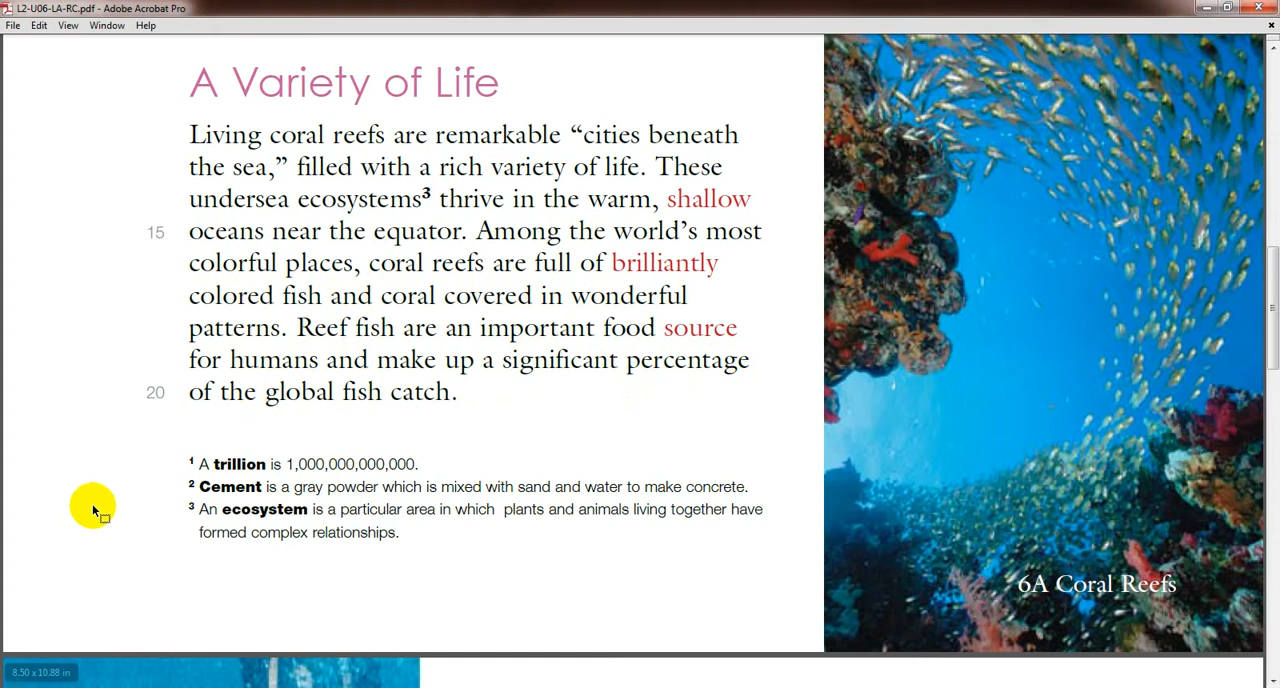 L2-U06-LA-RC.pdf - Adobe Acrobat Pro
File Edit View Window Help
A Variety of Life
Living coral reefs are remarkable “cities beneath
the sea,” filled with a rich variety of life. These
undersea ecosystems³ thrive in the warm, shallow
15 oceans near the equator. Among the world’s most
colorful places, coral reefs are full of brilliantly
colored fish and coral covered in wonderful
patterns. Reef fish are an important food source
for humans and make up a significant percentage
20 of the global fish catch.
¹ A trillion is 1,000,000,000,000.
² Cement is a gray powder which is mixed with sand and water to make concrete.
³ An ecosystem is a particular area in which plants and animals living together have
formed complex relationships.
6A Coral Reefs
8.50 x 10.88 in